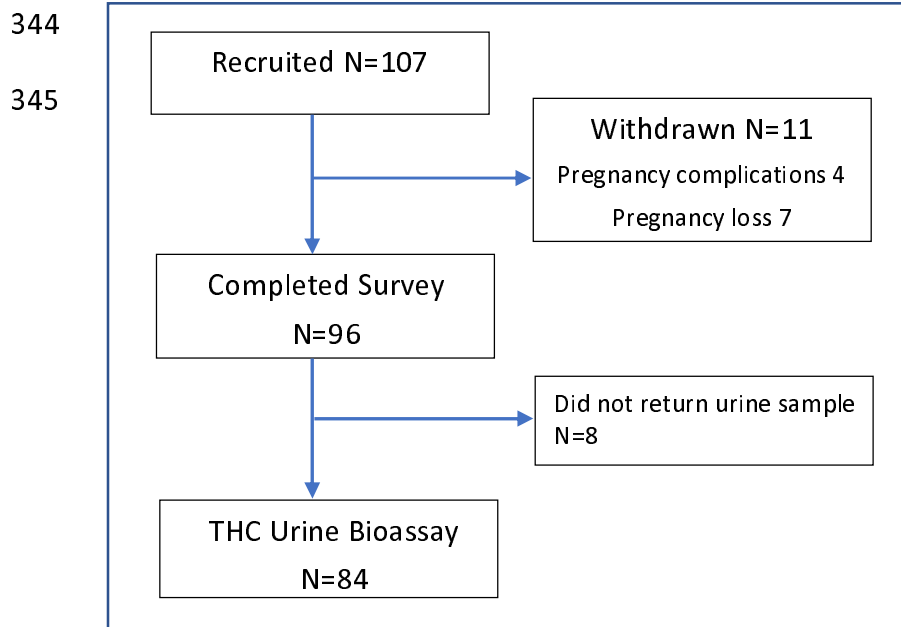 344
345
Recruited N=107
Withdrawn N=11
Pregnancy complications 4
Pregnancy loss 7
Completed Survey
N=96
Did not return urine sample
N=8
THC Urine Bioassay
N=84